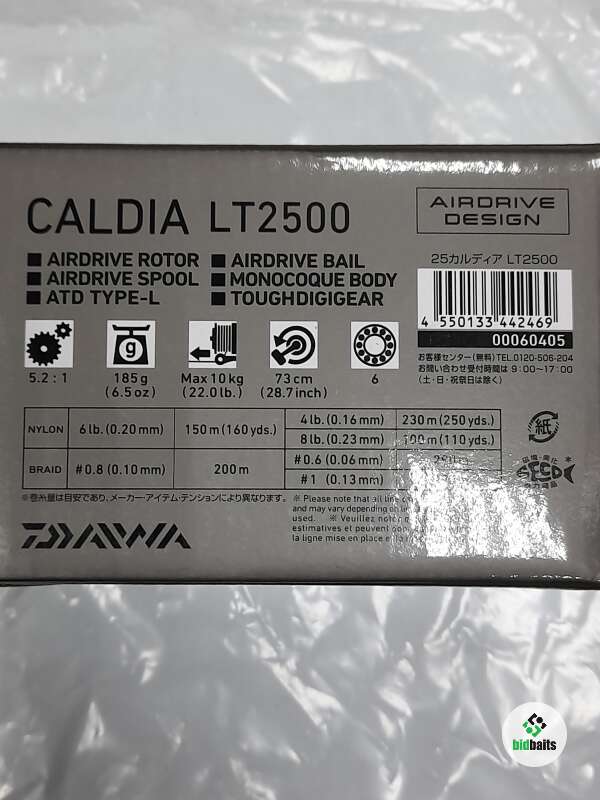 CALDIA LT2500
AIRDRIVE DESIGN
■ AIRDRIVE ROTOR ■ AIRDRIVE BAIL
■ AIRDRIVE SPOOL ■ MONOCOQUE BODY
■ ATD TYPE-L ■ TOUGHDIGIGEAR
25カルディア LT2500
4 550133 442469
00060405
お客様センター(無料)TEL.0120-506-204
お問い合わせ受付時間は 9:00~17:00
(土・日・祝祭日は除く)
g
5.2:1 185g Max10kg 73cm 6
(6.5oz) (22.0lb.) (28.7inch)
NYLON 6lb.(0.20mm) 150m(160yds.) 4lb.(0.16mm) 230m(250yds.)
8lb.(0.23mm) 100m(110yds.)
BRAID #0.8(0.10mm) 200m #0.6(0.06mm)
#1 (0.13mm)
紙
※巻糸量は目安であり、メーカー・アイテム・テンションにより異なります。
※ Please note that all line
and may vary depending on
used. ※ Veuillez noter
estimatives et peuvent
la ligne mise en place et
DAIWA
bidbaits